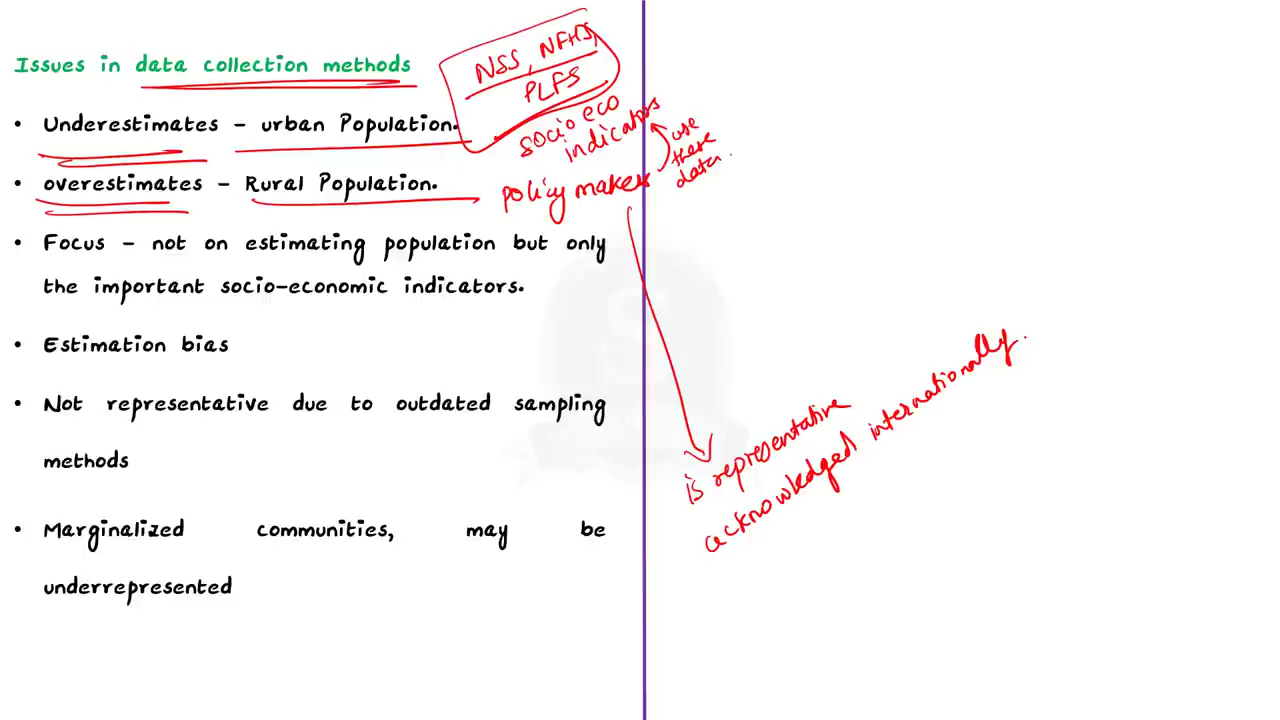 Issues in data collection methods
• Underestimates – urban Population.
• overestimates – Rural Population.
• Focus – not on estimating population but only
the important socio-economic indicators.
• Estimation bias
• Not representative due to outdated sampling
methods
• Marginalized communities, may be
underrepresented
NSS, NFHS,
PLFS
socio eco
indicators
policy makers
use
these
data.
is representative
acknowledged internationally.